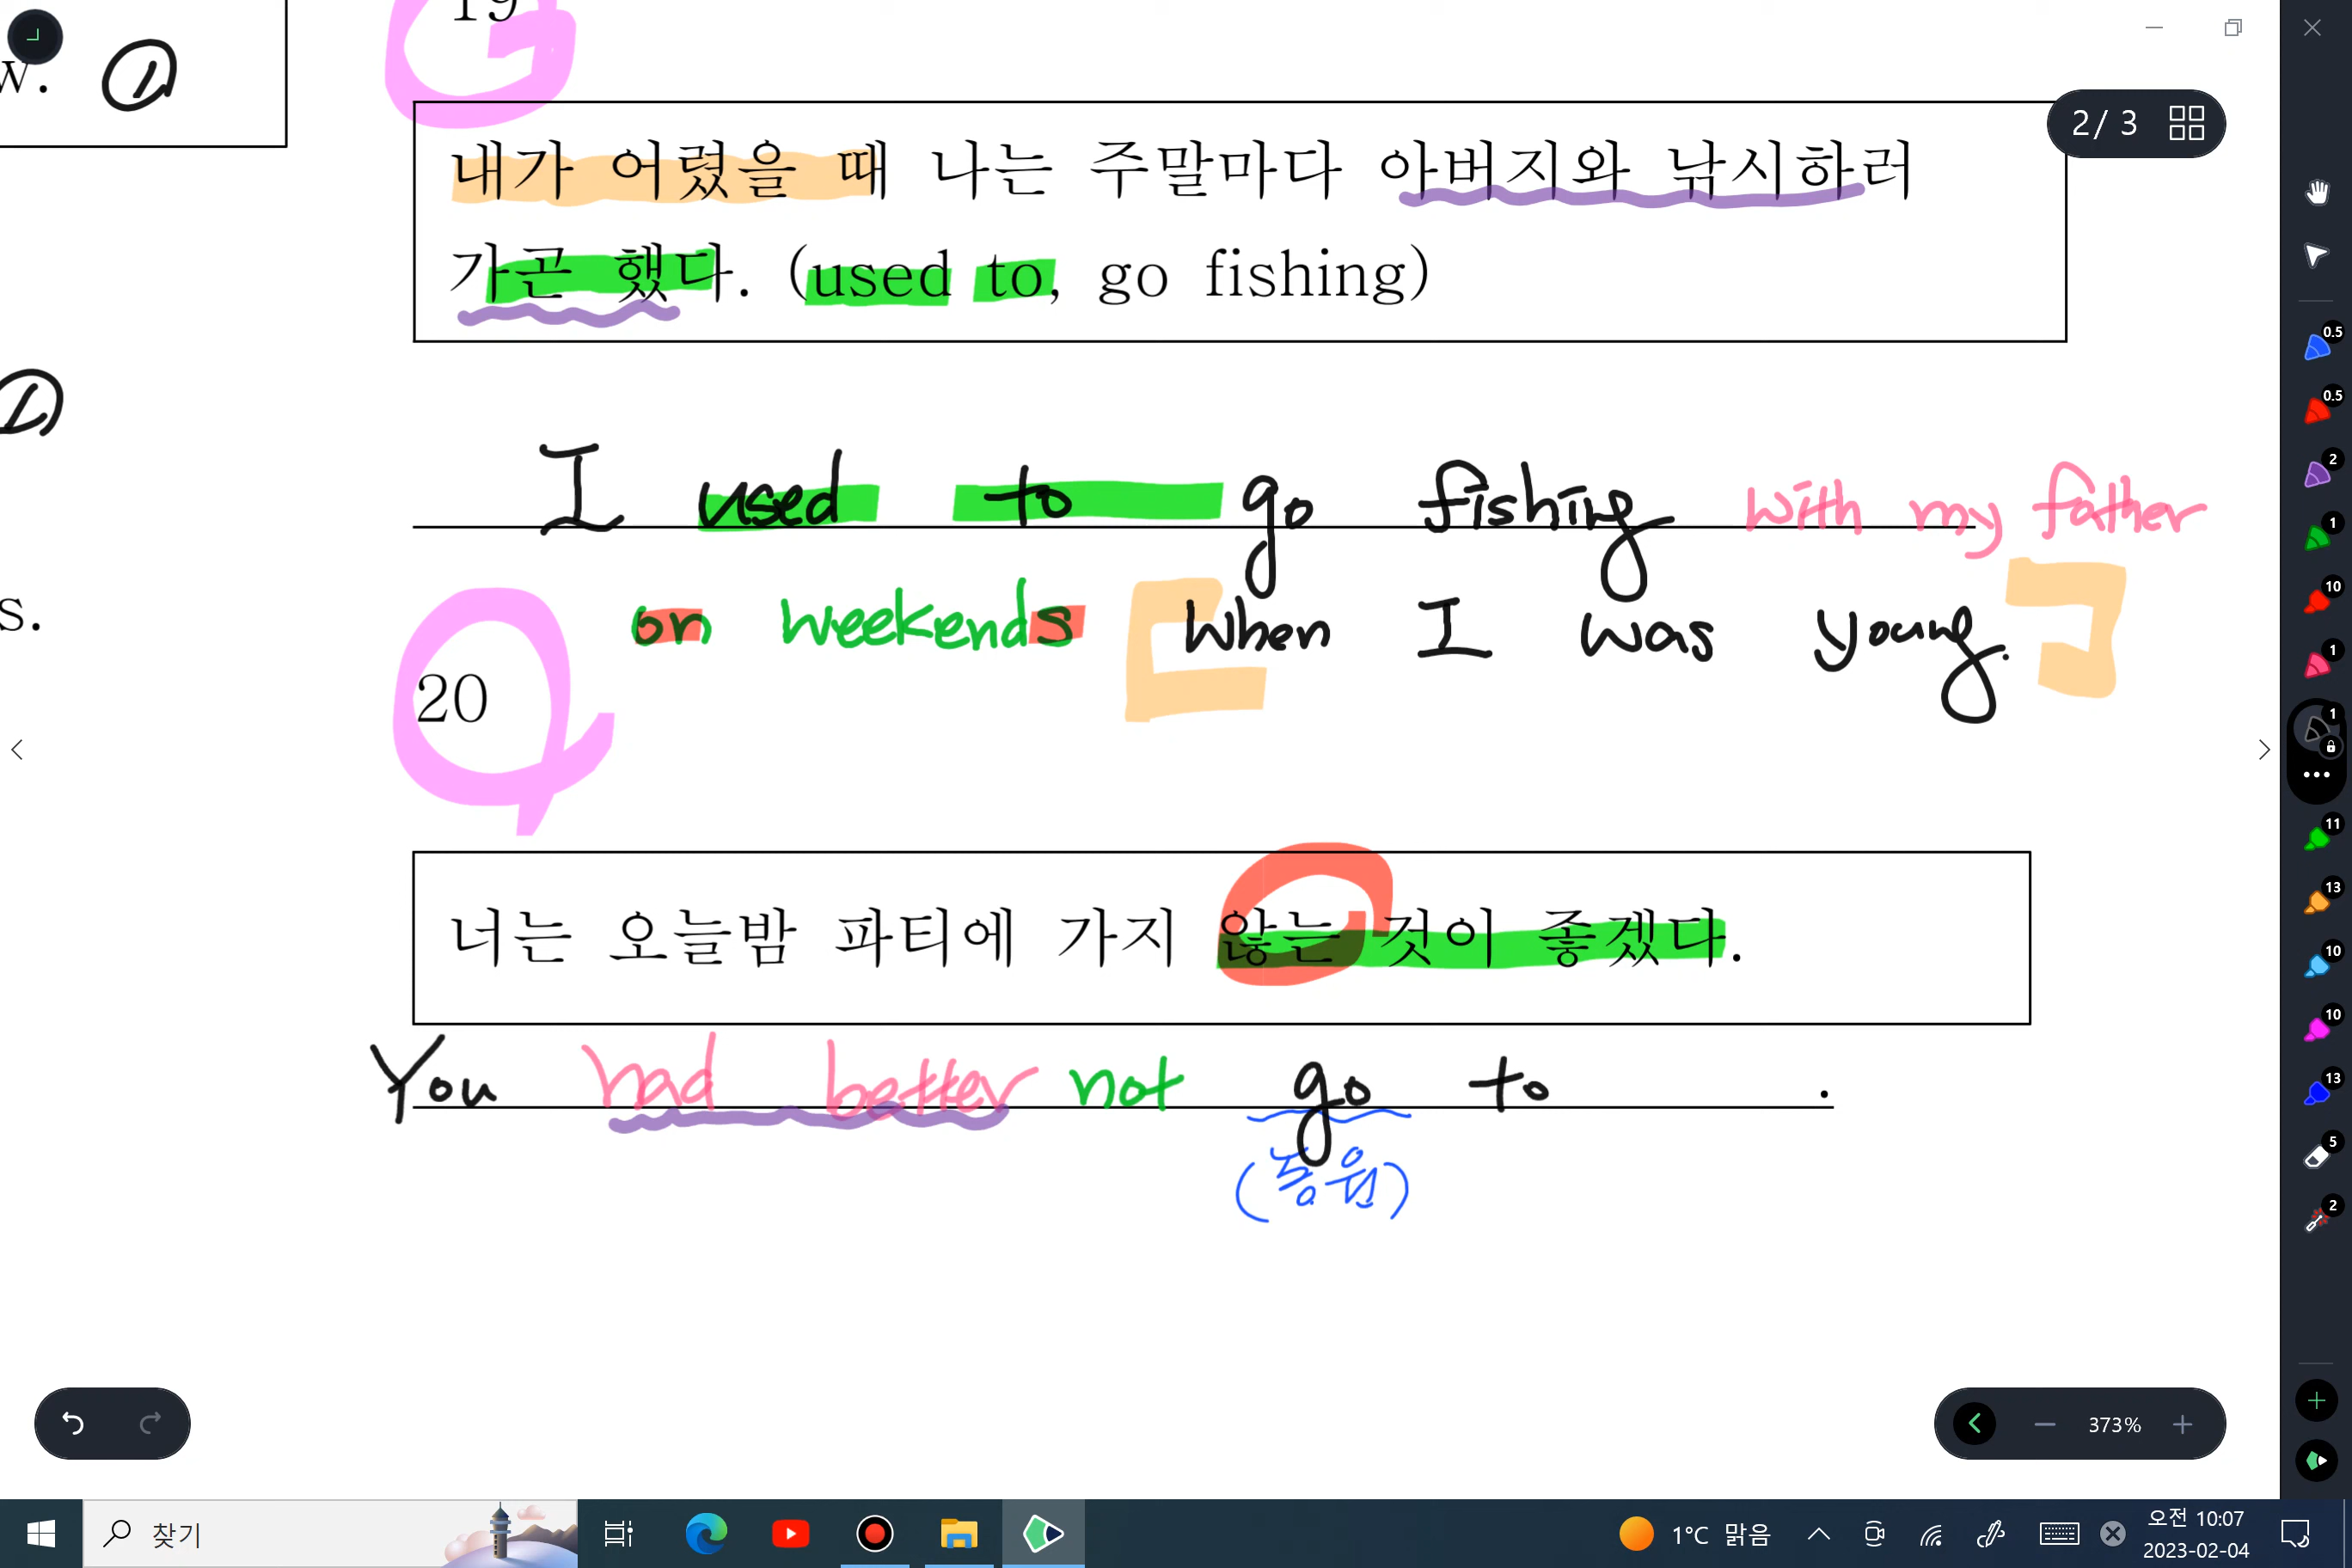 19
w. ①
2/ 3
내가 어렸을 때 나는 주말마다 아버지와 낚시하러
가곤 했다. (used to, go fishing)
①
I used to go fishing with my father
on weekends when I was young.
s.
20
너는 오늘밤 파티에 가지 않는 것이 좋겠다.
You had better not go to .
(동원)
0.5
0.5
2
1
10
1
1
11
13
10
10
13
5
2
373%
찾기
1°C 맑음
오전 10:07
2023-02-04